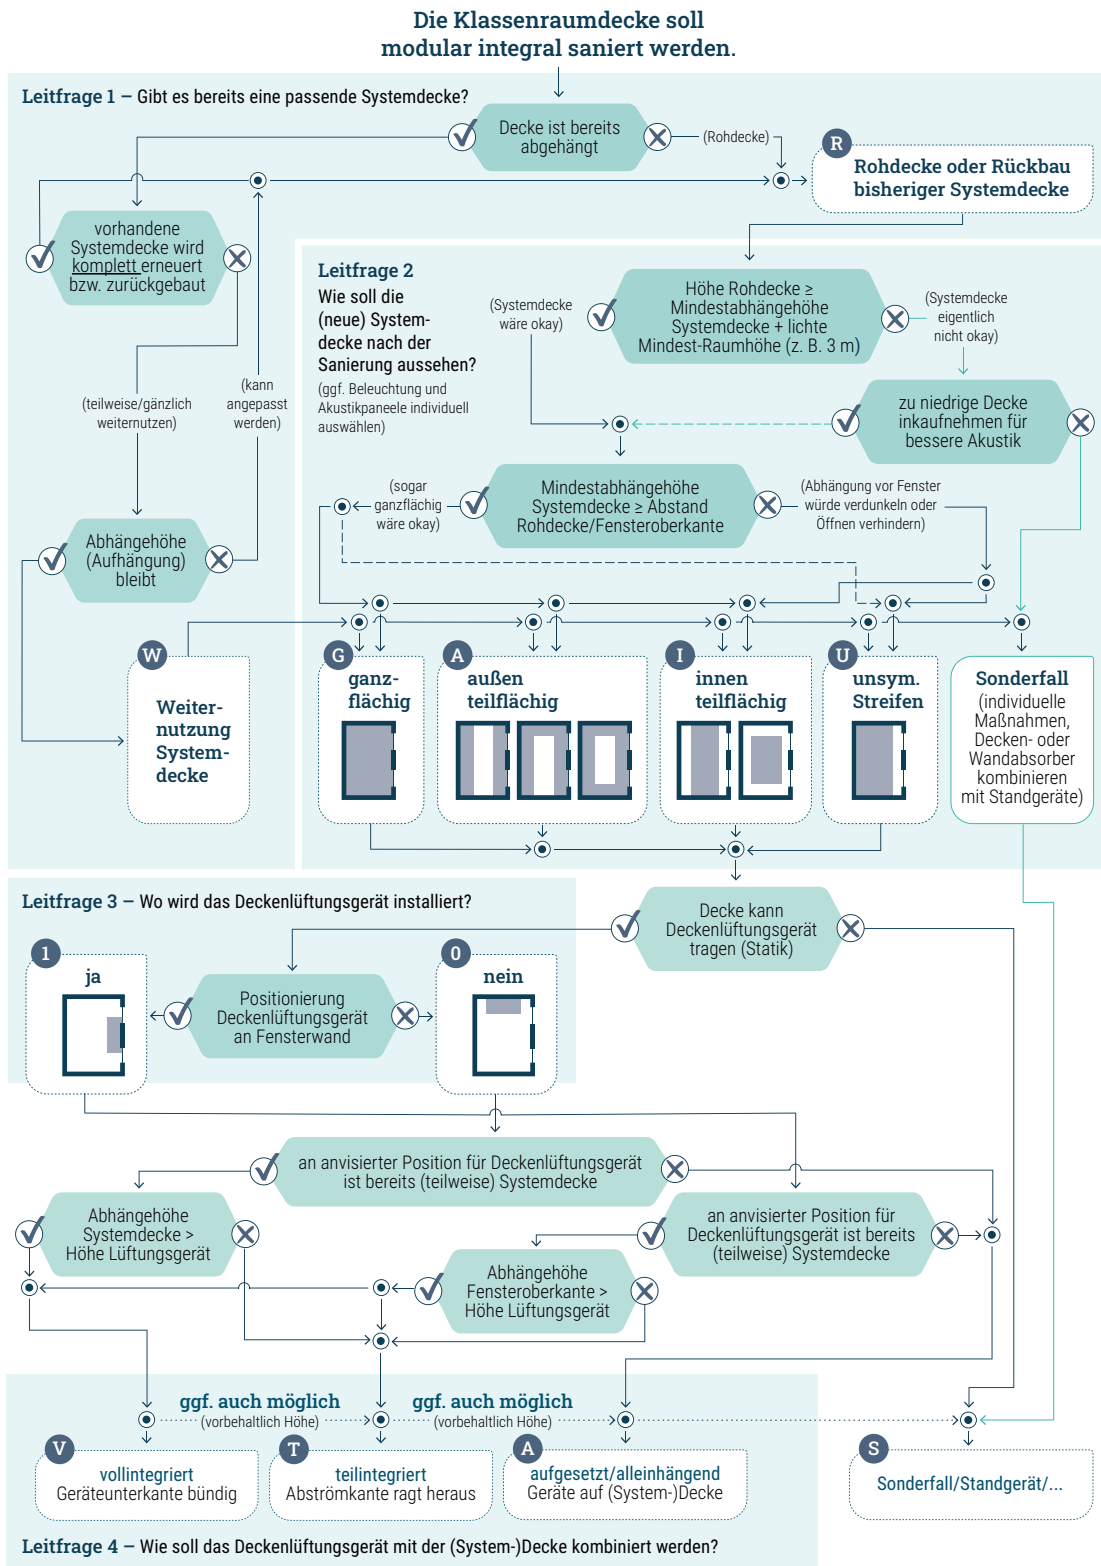 Die Klassenraumdecke soll
modular integral saniert werden.
Leitfrage 1 – Gibt es bereits eine passende Systemdecke?
Decke ist bereits
abgehängt
(Rohdecke)
R
Rohdecke oder Rückbau
bisheriger Systemdecke
vorhandene
Systemdecke wird
komplett erneuert
bzw. zurückgebaut
(teilweise/gänzlich
weiternutzen)
(kann
angepasst
werden)
Abhängehöhe
(Aufhängung)
bleibt
W
Weiter-
nutzung
System-
decke
Leitfrage 2
Wie soll die
(neue) System-
decke nach der
Sanierung aussehen?
(ggf. Beleuchtung und
Akustikpaneele individuell
auswählen)
(Systemdecke
wäre okay)
Höhe Rohdecke ≥
Mindestabhängehöhe
Systemdecke + lichte
Mindest-Raumhöhe (z. B. 3 m)
(Systemdecke
eigentlich
nicht okay)
zu niedrige Decke
inkaufnehmen für
bessere Akustik
(sogar
ganzflächig
wäre okay)
Mindestabhängehöhe
Systemdecke ≥ Abstand
Rohdecke/Fensteroberkante
(Abhängung vor Fenster
würde verdunkeln oder
Öffnen verhindern)
G
ganz-
flächig
A
außen
teilflächig
I
innen
teilflächig
U
unsym.
Streifen
Sonderfall
(individuelle
Maßnahmen,
Decken- oder
Wandabsorber
kombinieren
mit Standgeräte)
Leitfrage 3 – Wo wird das Deckenlüftungsgerät installiert?
Decke kann
Deckenlüftungsgerät
tragen (Statik)
1
ja
Positionierung
Deckenlüftungsgerät
an Fensterwand
0
nein
an anvisierter Position für Deckenlüftungsgerät
ist bereits (teilweise) Systemdecke
Abhängehöhe
Systemdecke >
Höhe Lüftungsgerät
an anvisierter Position für
Deckenlüftungsgerät ist bereits
(teilweise) Systemdecke
Abhängehöhe
Fensteroberkante >
Höhe Lüftungsgerät
ggf. auch möglich
(vorbehaltlich Höhe)
ggf. auch möglich
(vorbehaltlich Höhe)
V
vollintegriert
Geräteunterkante bündig
T
teilintegriert
Abströmkante ragt heraus
A
aufgesetzt/alleinhängend
Geräte auf (System-)Decke
S
Sonderfall/Standgerät/...
Leitfrage 4 – Wie soll das Deckenlüftungsgerät mit der (System-)Decke kombiniert werden?